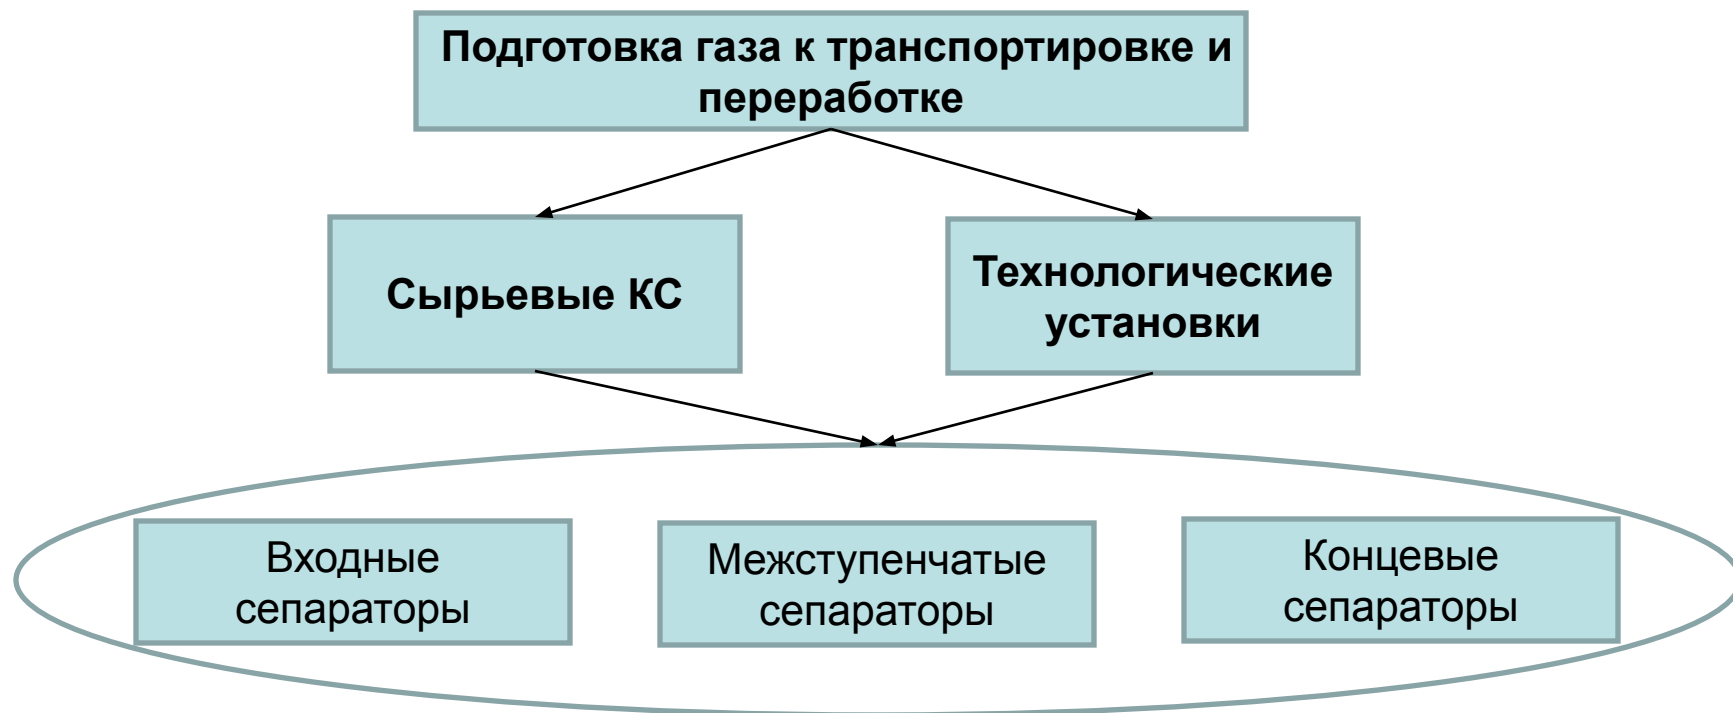 Подготовка газа к транспортировке и
переработке
Сырьевые КС
Технологические
установки
Входные
сепараторы
Межступенчатые
сепараторы
Концевые
сепараторы